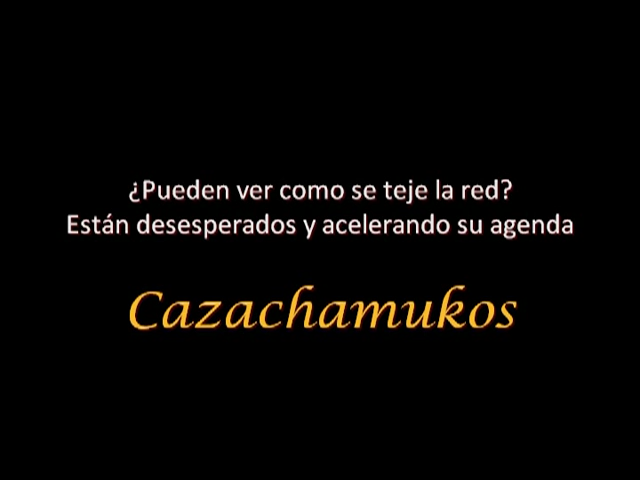 ¿Pueden ver como se teje la red?
Están desesperados y acelerando su agenda
Cazachamukos